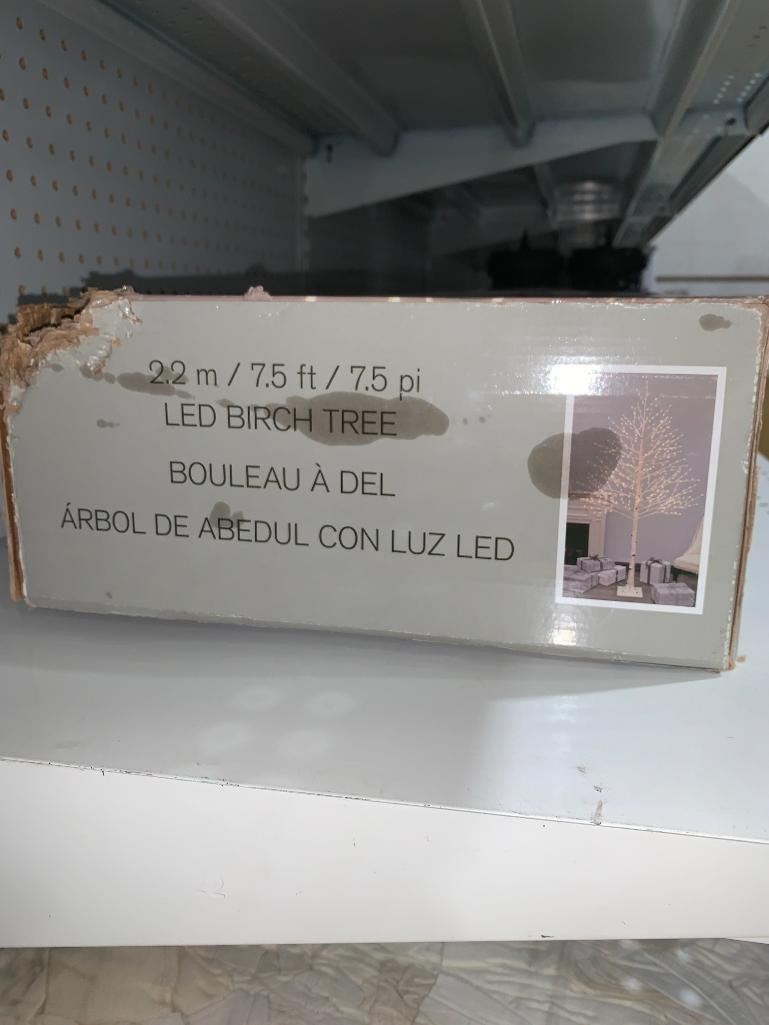 2.2 m / 7.5 ft / 7.5 pi
LED BIRCH TREE
BOULEAU À DEL
ÁRBOL DE ABEDUL CON LUZ LED